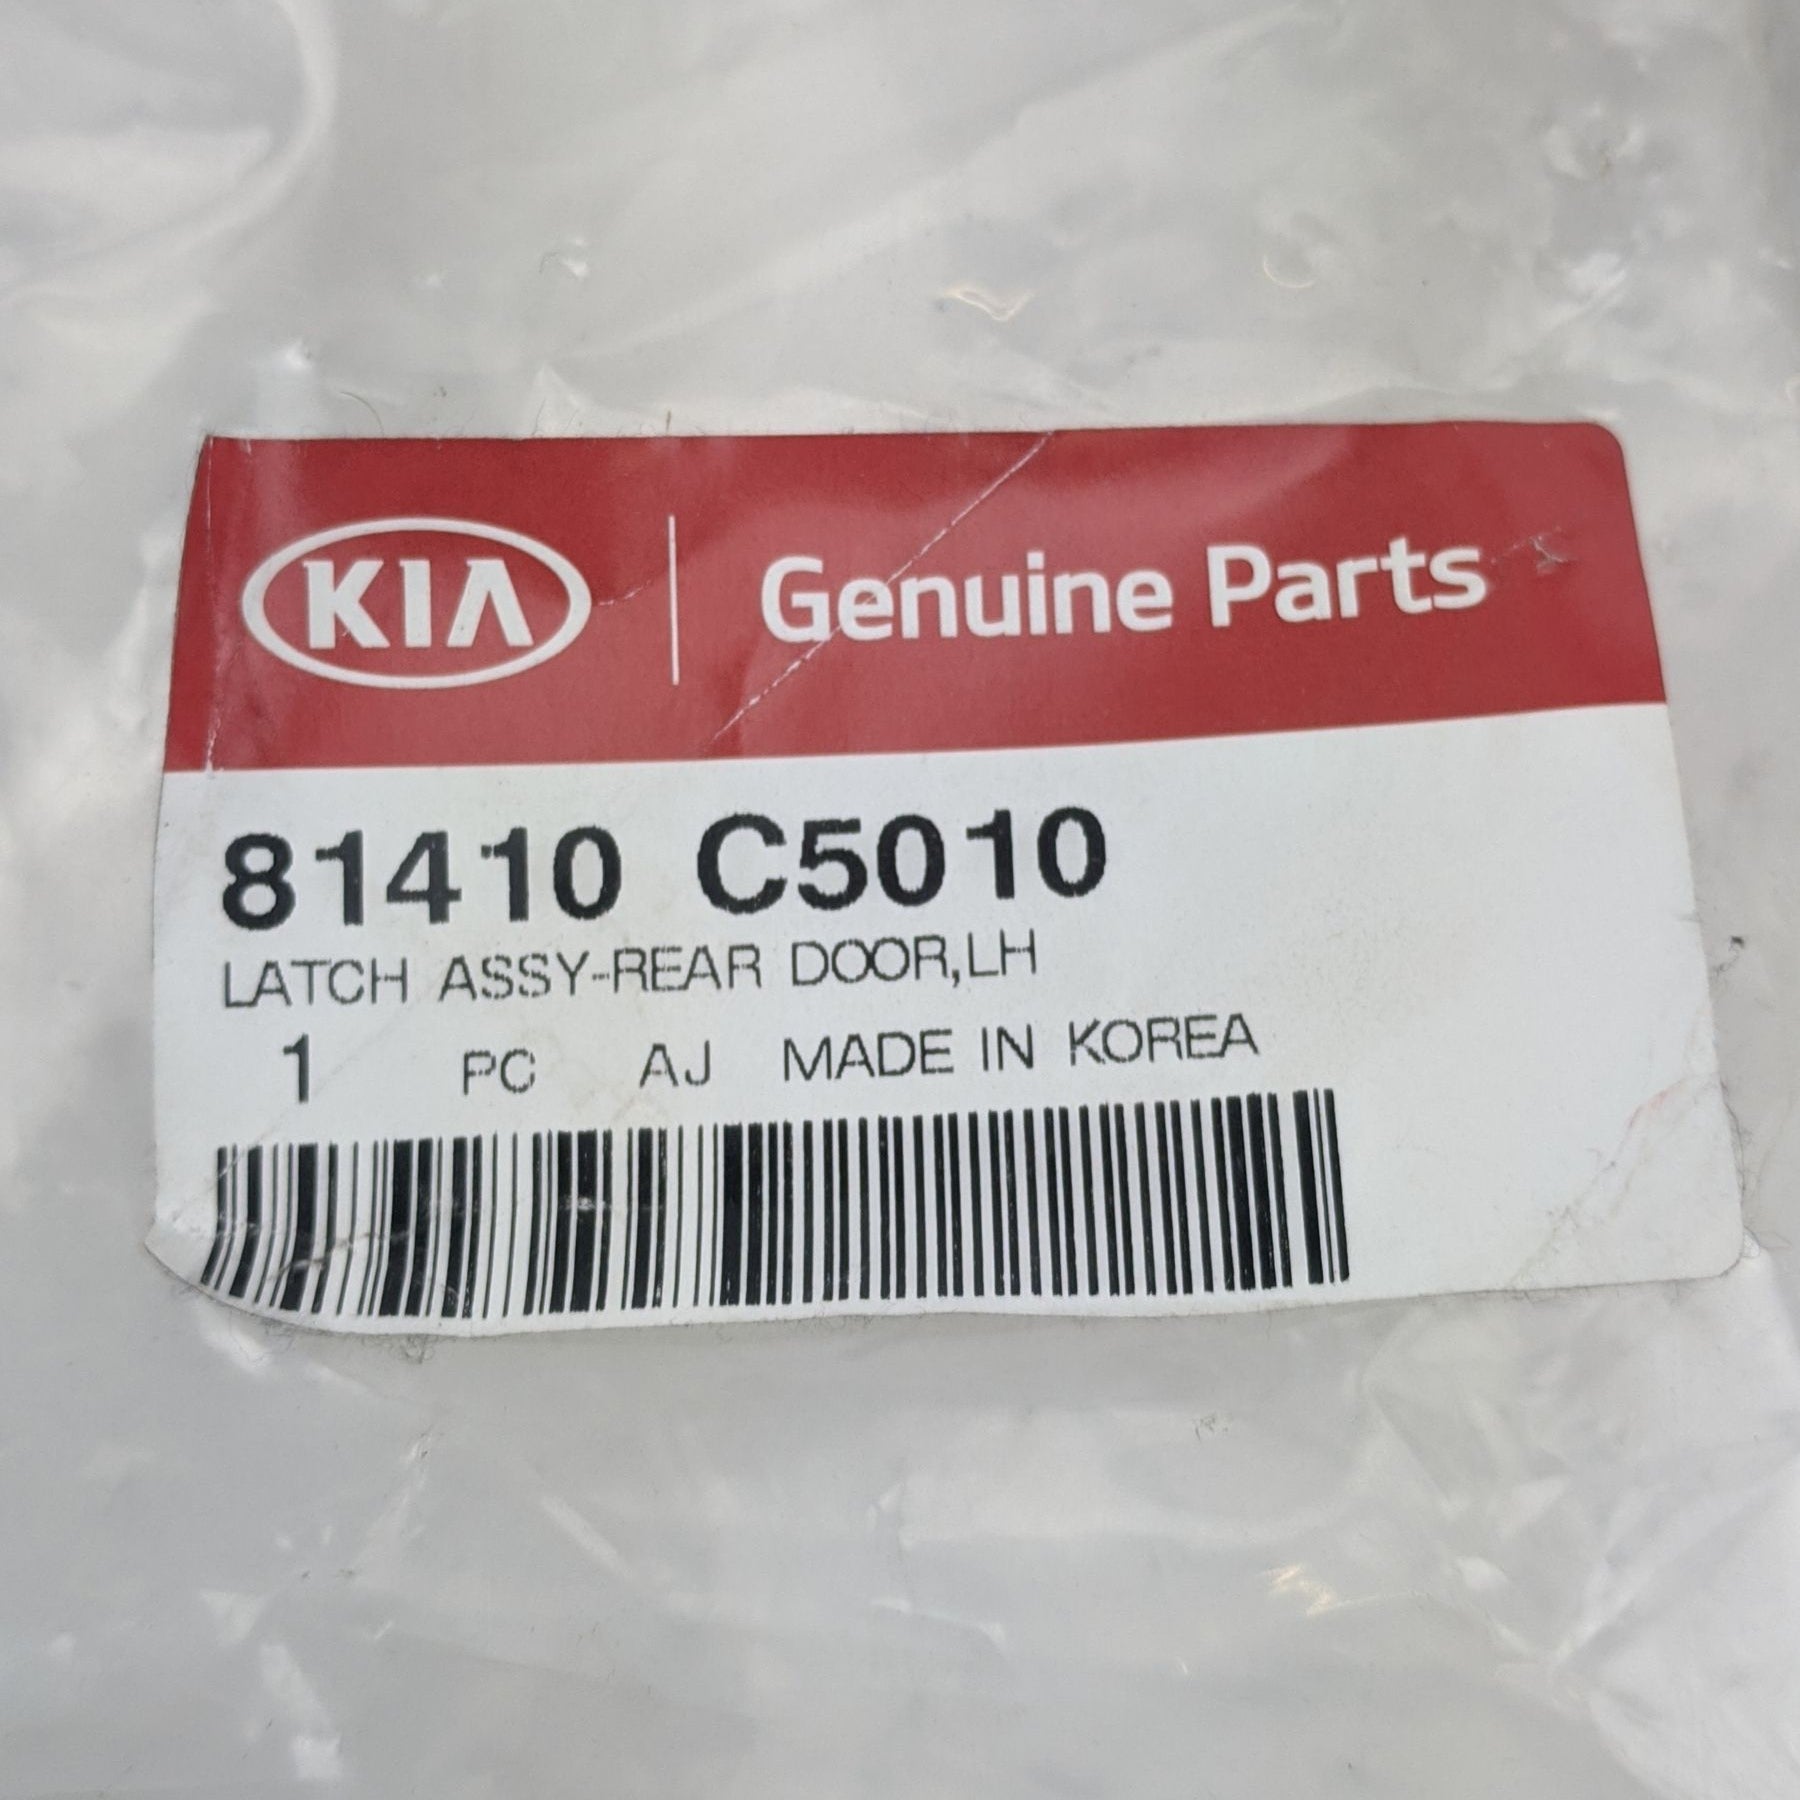 KIA Genuine Parts
81410 C5010
LATCH ASSY-REAR DOOR,LH
1 PC AJ MADE IN KOREA